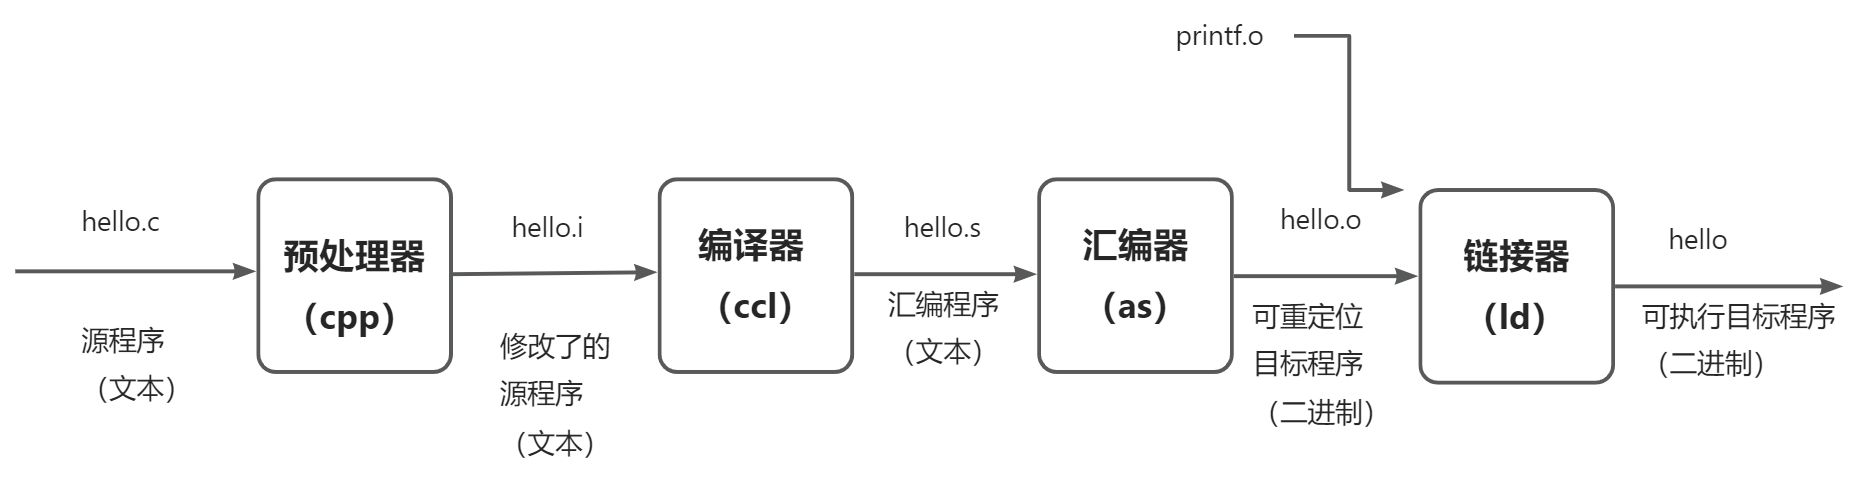 printf.o
hello.c
源程序
（文本）
预处理器
（cpp）
hello.i
修改了的
源程序
（文本）
编译器
（ccl）
hello.s
汇编程序
（文本）
汇编器
（as）
hello.o
可重定位
目标程序
（二进制）
链接器
（ld）
hello
可执行目标程序
（二进制）